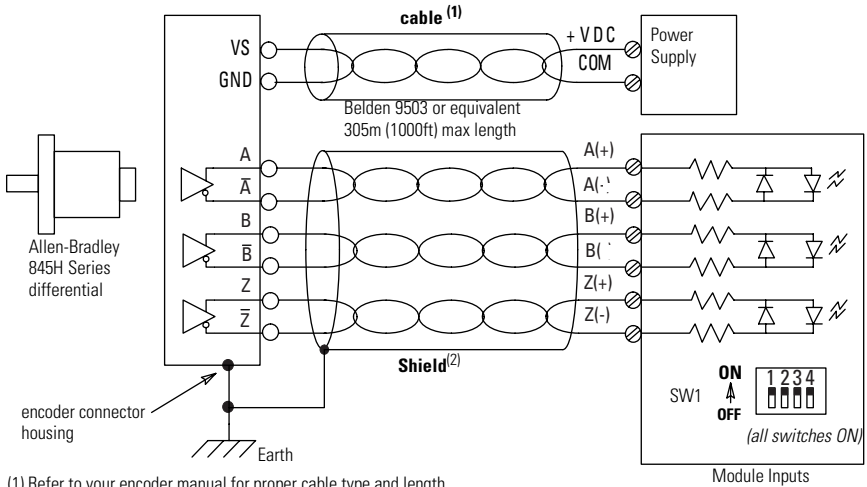 cable (1)
+ VDC
Power
Supply
VS
COM
GND
Belden 9503 or equivalent
305m (1000ft) max length
A
A(+)
A
A(-)
B
B(+)
Allen-Bradley
845H Series
differential
B
B(
Z
Z(+)
Z
Z(-)
Shield(2)
encoder connector
housing
Earth
ON
1 2 3 4
SW1
OFF
(all switches ON)
Module Inputs
(1) Refer to your encoder manual for proper cable type and length